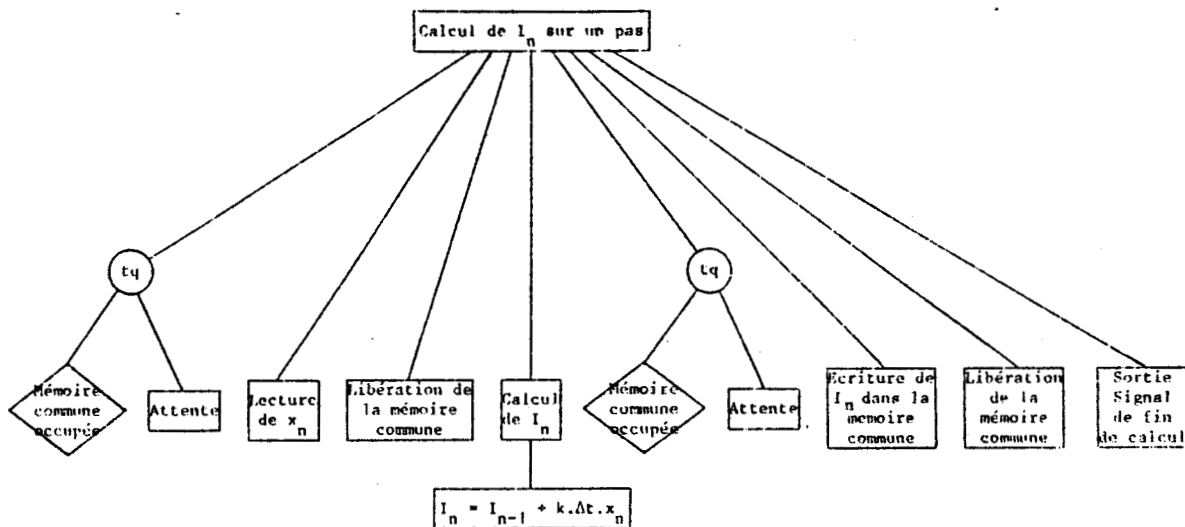 Calcul de I_n sur un pas
tq
tq
Mémoire
commune
occupée
Attente
Lecture
de x_n
Libération de
la mémoire
commune
Calcul
de I_n
Mémoire
commune
occupée
Attente
Ecriture de
I_n dans la
memoire
commune
Libération
de la
mémoire
commune
Sortie
Signal
de fin
de calcul
I_n = I_{n-1} + k.Δt.x_n